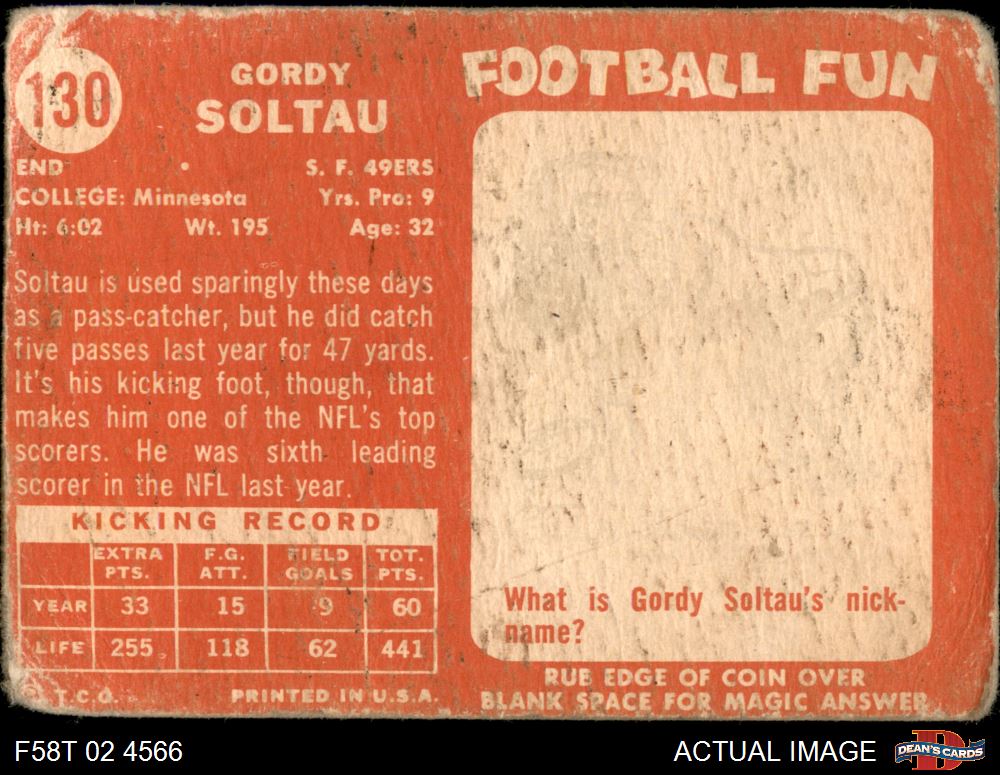 130
GORDY
SOLTAU
END • S. F. 49ERS
COLLEGE: Minnesota Yrs. Pro: 9
Ht: 6:02 Wt. 195 Age: 32
Soltau is used sparingly these days
as a pass-catcher, but he did catch
five passes last year for 47 yards.
It's his kicking foot, though, that
makes him one of the NFL's top
scorers. He was sixth leading
scorer in the NFL last year.
KICKING RECORD
EXTRA PTS. F.G. ATT. FIELD GOALS TOT. PTS.
YEAR 33 15 9 60
LIFE 255 118 62 441
T.C.G. PRINTED IN U.S.A.
FOOTBALL FUN
What is Gordy Soltau's nick-
name?
RUB EDGE OF COIN OVER
BLANK SPACE FOR MAGIC ANSWER
F58T 02 4566 ACTUAL IMAGE DEAN'S CARDS